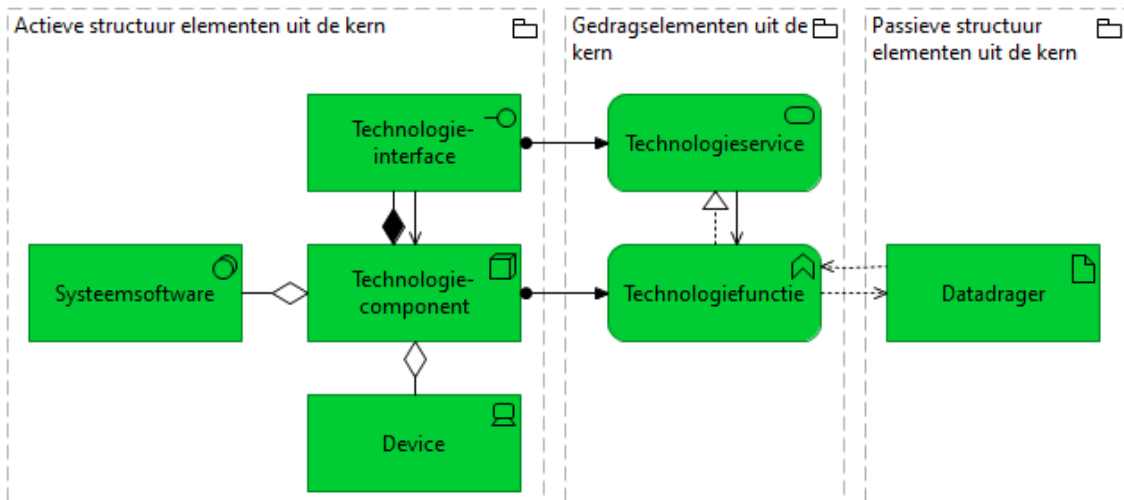 Actieve structuur elementen uit de kern
Gedragselementen uit de
kern
Passieve structuur
elementen uit de kern
Technologie-
interface
Technologieservice
Systeemsoftware
Technologie-
component
Technologiefunctie
Datadrager
Device